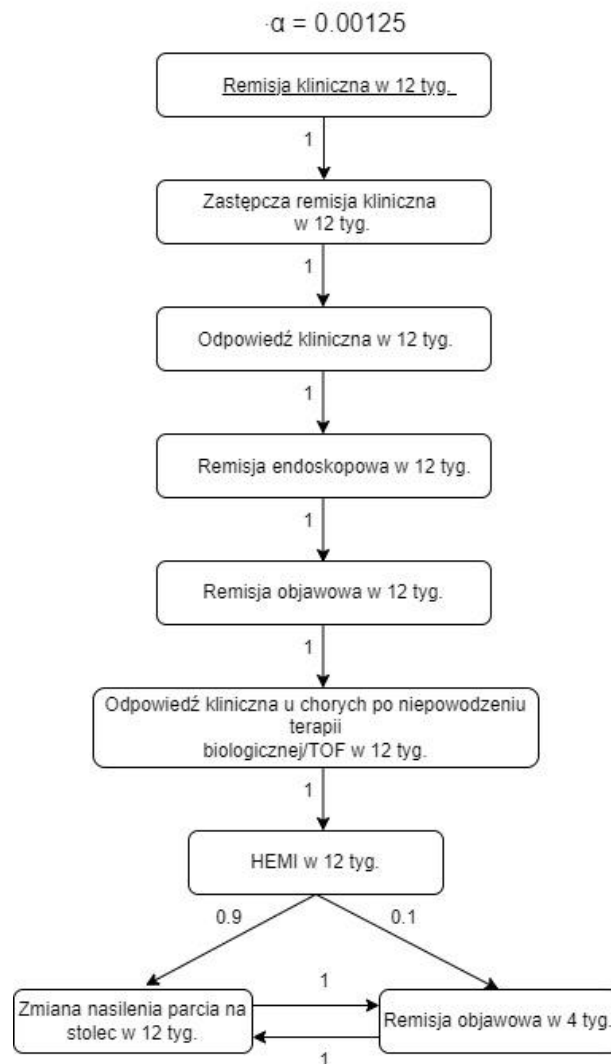 ·α = 0.00125
Remisja kliniczna w 12 tyg.
1
Zastępcza remisja kliniczna
w 12 tyg.
1
Odpowiedź kliniczna w 12 tyg.
1
Remisja endoskopowa w 12 tyg.
1
Remisja objawowa w 12 tyg.
1
Odpowiedź kliniczna u chorych po niepowodzeniu
terapii
biologicznej/TOF w 12 tyg.
1
HEMI w 12 tyg.
0.9
0.1
Zmiana nasilenia parcia na
stolec w 12 tyg.
1
Remisja objawowa w 4 tyg.
1